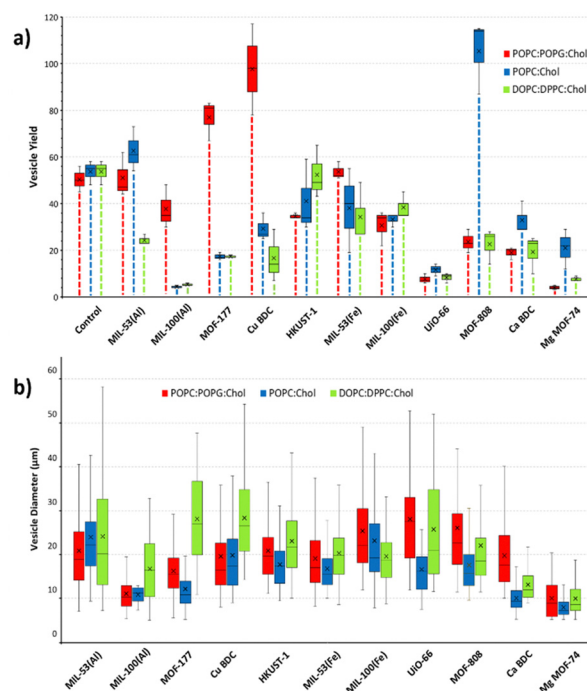 a)
POPC:POPG:Chol
POPC:Chol
DOPC:DPPC:Chol
Vesicle Yield
120
100
80
60
40
20
0
Control
MIL-53(Al)
MIL-100(Al)
MOF-177
Cu BDC
HKUST-1
MIL-53(Fe)
MIL-100(Fe)
UiO-66
MOF-808
Ca BDC
Mg MOF-74
b)
POPC:POPG:Chol POPC:Chol DOPC:DPPC:Chol
Vesicle Diameter (μm)
60
50
40
30
20
10
0
MIL-53(Al)
MIL-100(Al)
MOF-177
Cu BDC
HKUST-1
MIL-53(Fe)
MIL-100(Fe)
UiO-66
MOF-808
Ca BDC
Mg MOF-74